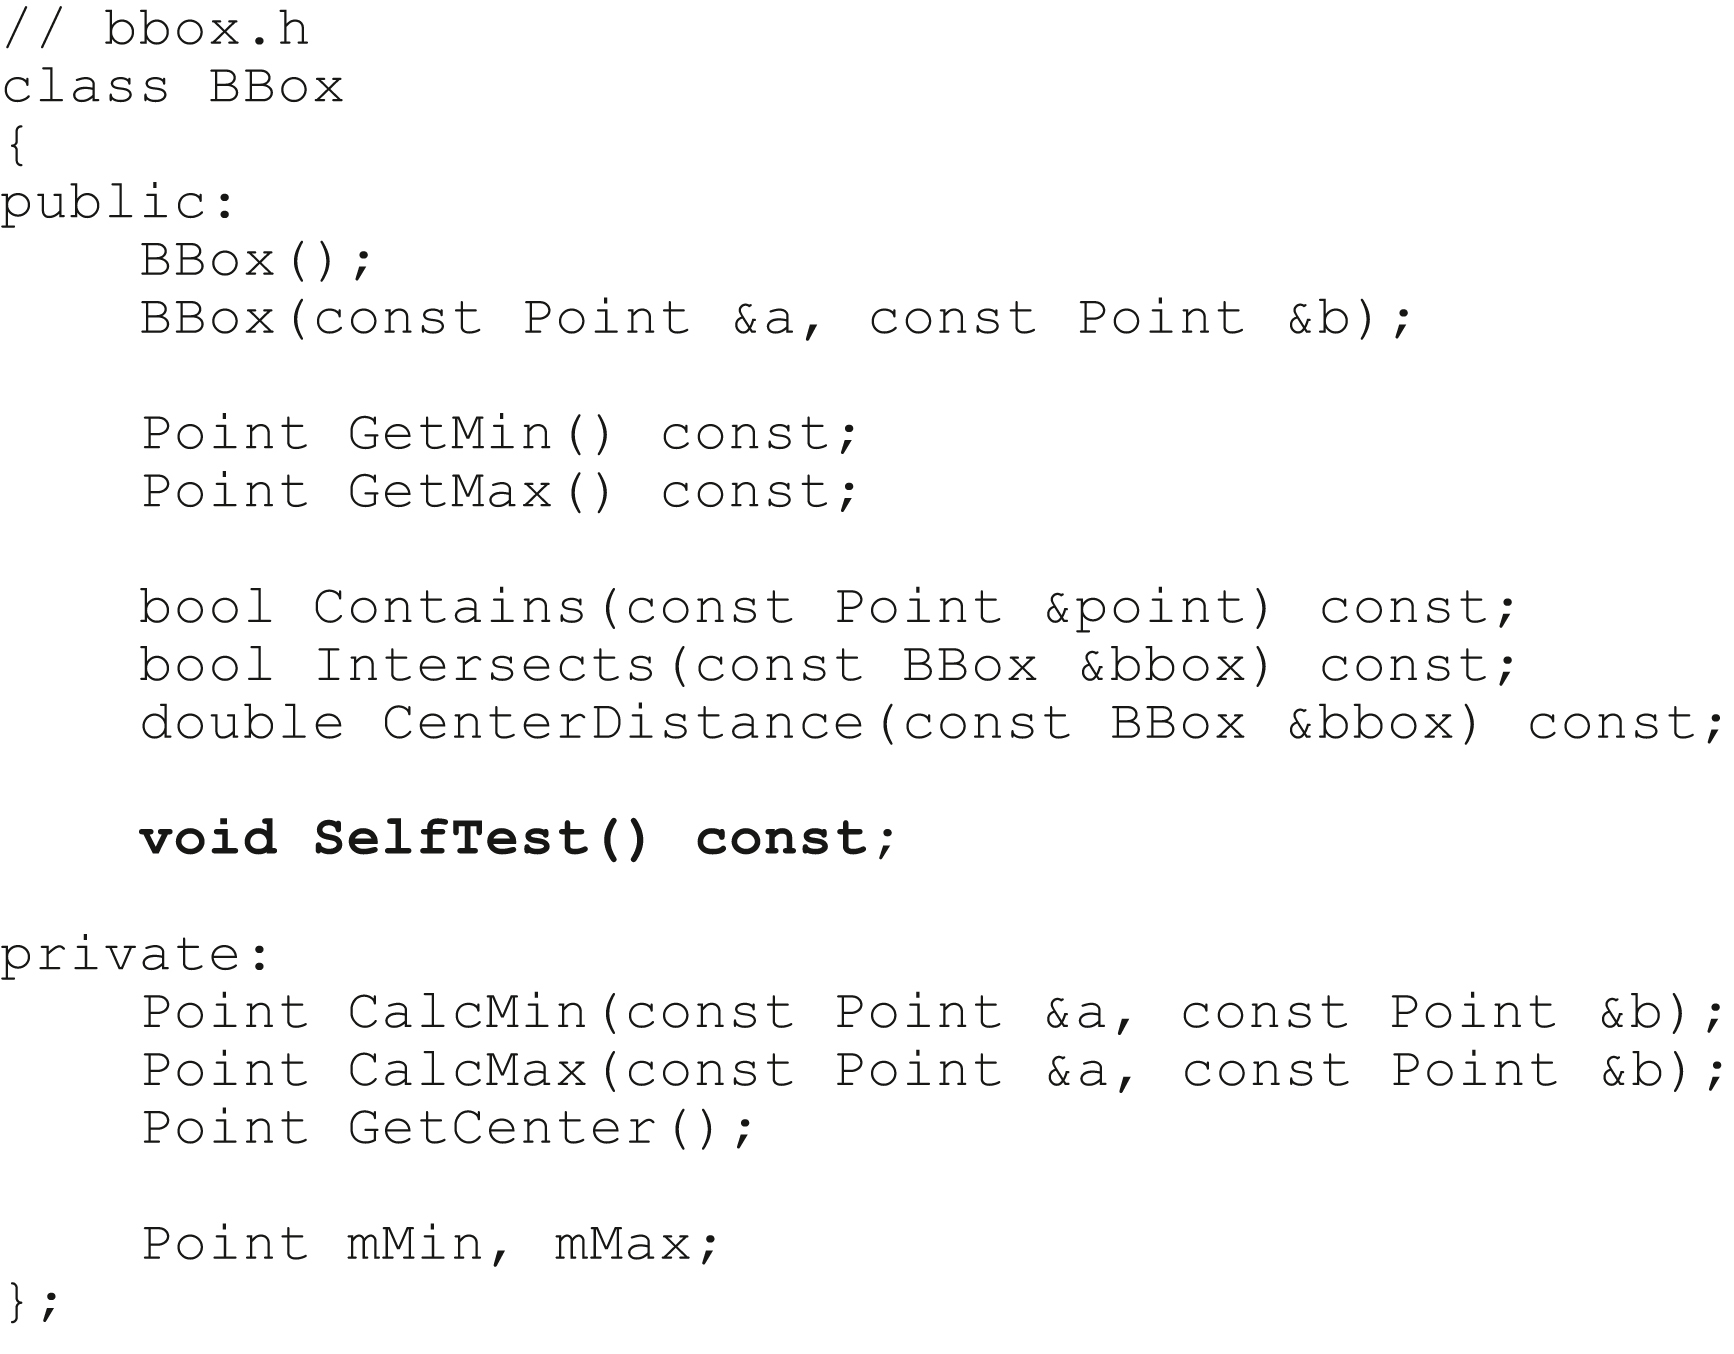 // bbox.h
class BBox
{
public:
    BBox();
    BBox(const Point &a, const Point &b);

    Point GetMin() const;
    Point GetMax() const;

    bool Contains(const Point &point) const;
    bool Intersects(const BBox &bbox) const;
    double CenterDistance(const BBox &bbox) const;

    void SelfTest() const;

private:
    Point CalcMin(const Point &a, const Point &b);
    Point CalcMax(const Point &a, const Point &b);
    Point GetCenter();

    Point mMin, mMax;
};